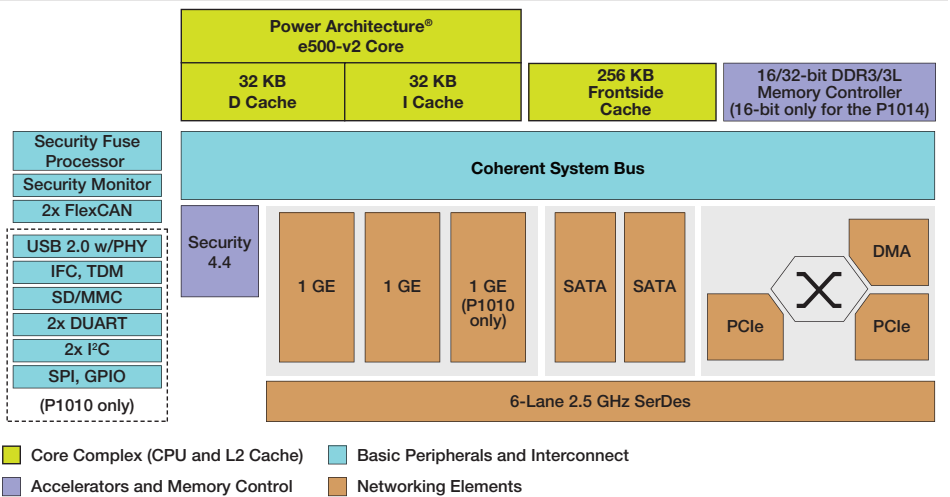 Power Architecture®
e500-v2 Core
32 KB
D Cache
32 KB
I Cache
256 KB
Frontside
Cache
16/32-bit DDR3/3L
Memory Controller
(16-bit only for the P1014)
Security Fuse
Processor
Security Monitor
2x FlexCAN
USB 2.0 w/PHY
IFC, TDM
SD/MMC
2x DUART
2x I²C
SPI, GPIO
(P1010 only)
Coherent System Bus
Security
4.4
1 GE
1 GE
1 GE
(P1010
only)
SATA
SATA
DMA
PCIe
PCIe
6-Lane 2.5 GHz SerDes
Core Complex (CPU and L2 Cache)
Basic Peripherals and Interconnect
Accelerators and Memory Control
Networking Elements